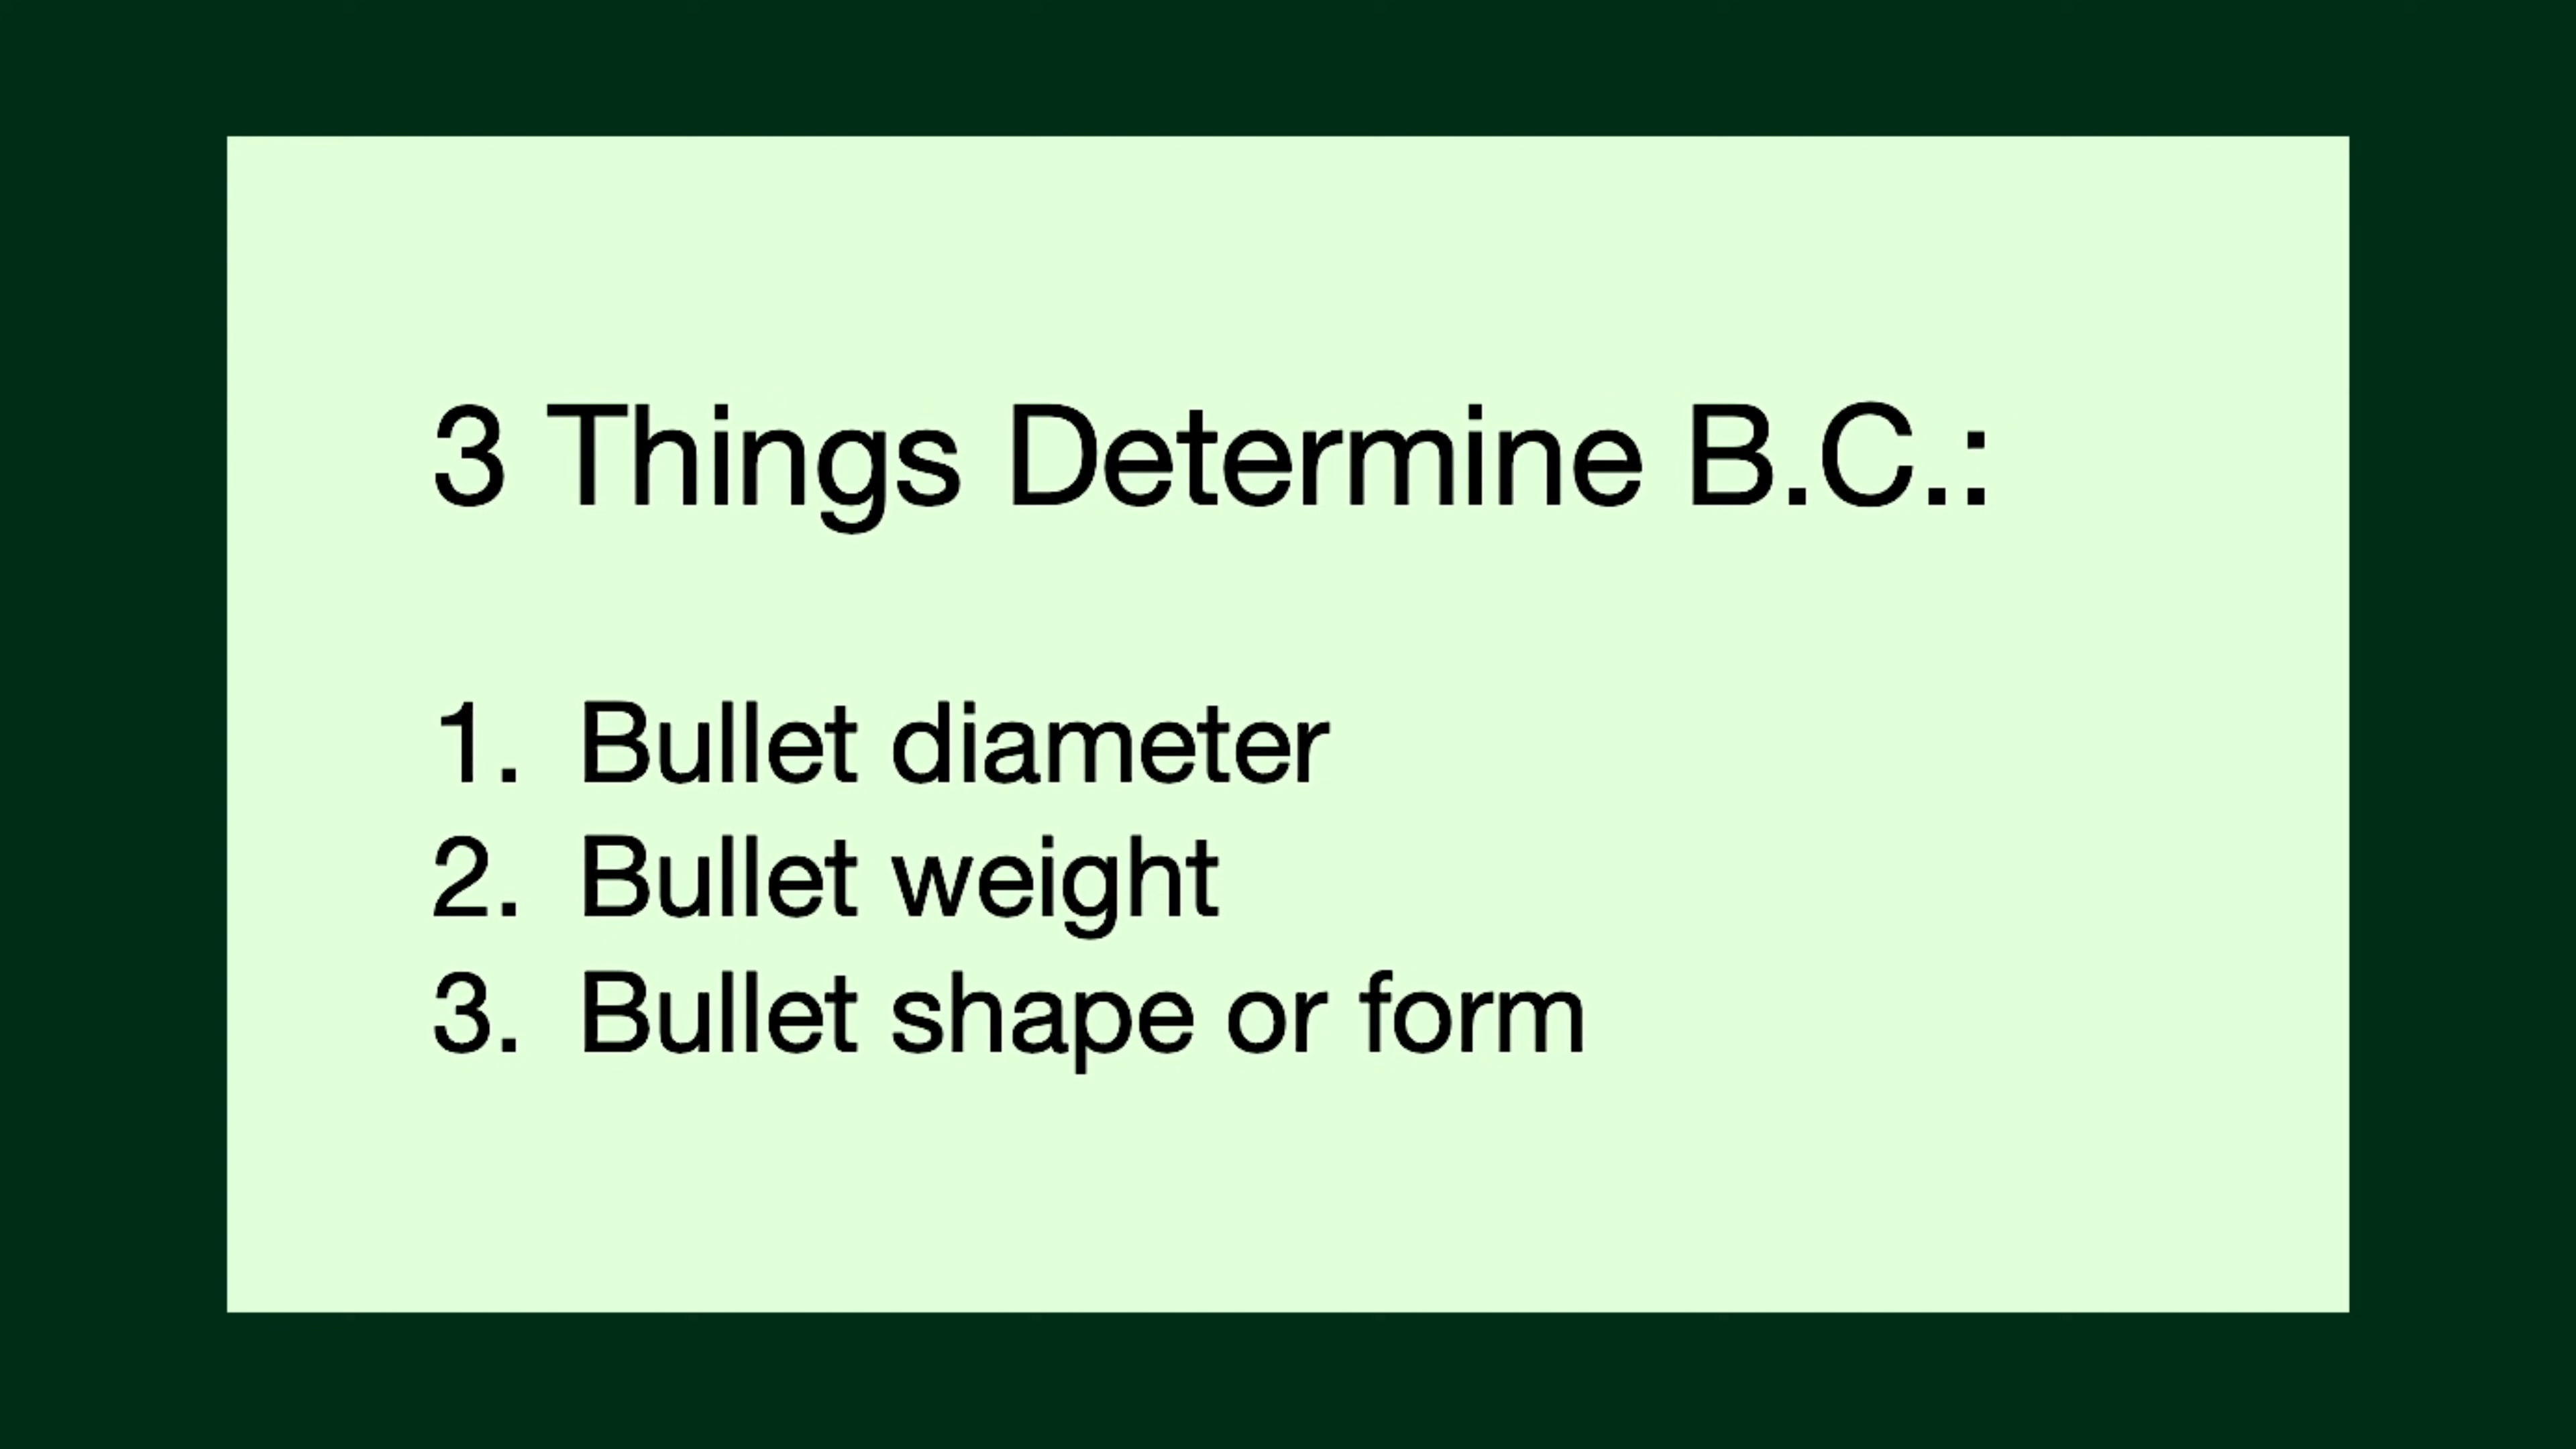 3 Things Determine B.C.:
1. Bullet diameter
2. Bullet weight
3. Bullet shape or form